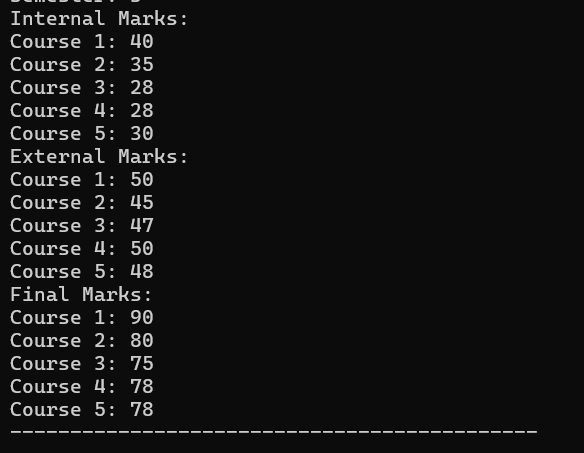 Internal Marks:
Course 1: 40
Course 2: 35
Course 3: 28
Course 4: 28
Course 5: 30
External Marks:
Course 1: 50
Course 2: 45
Course 3: 47
Course 4: 50
Course 5: 48
Final Marks:
Course 1: 90
Course 2: 80
Course 3: 75
Course 4: 78
Course 5: 78
--------------------------------------------